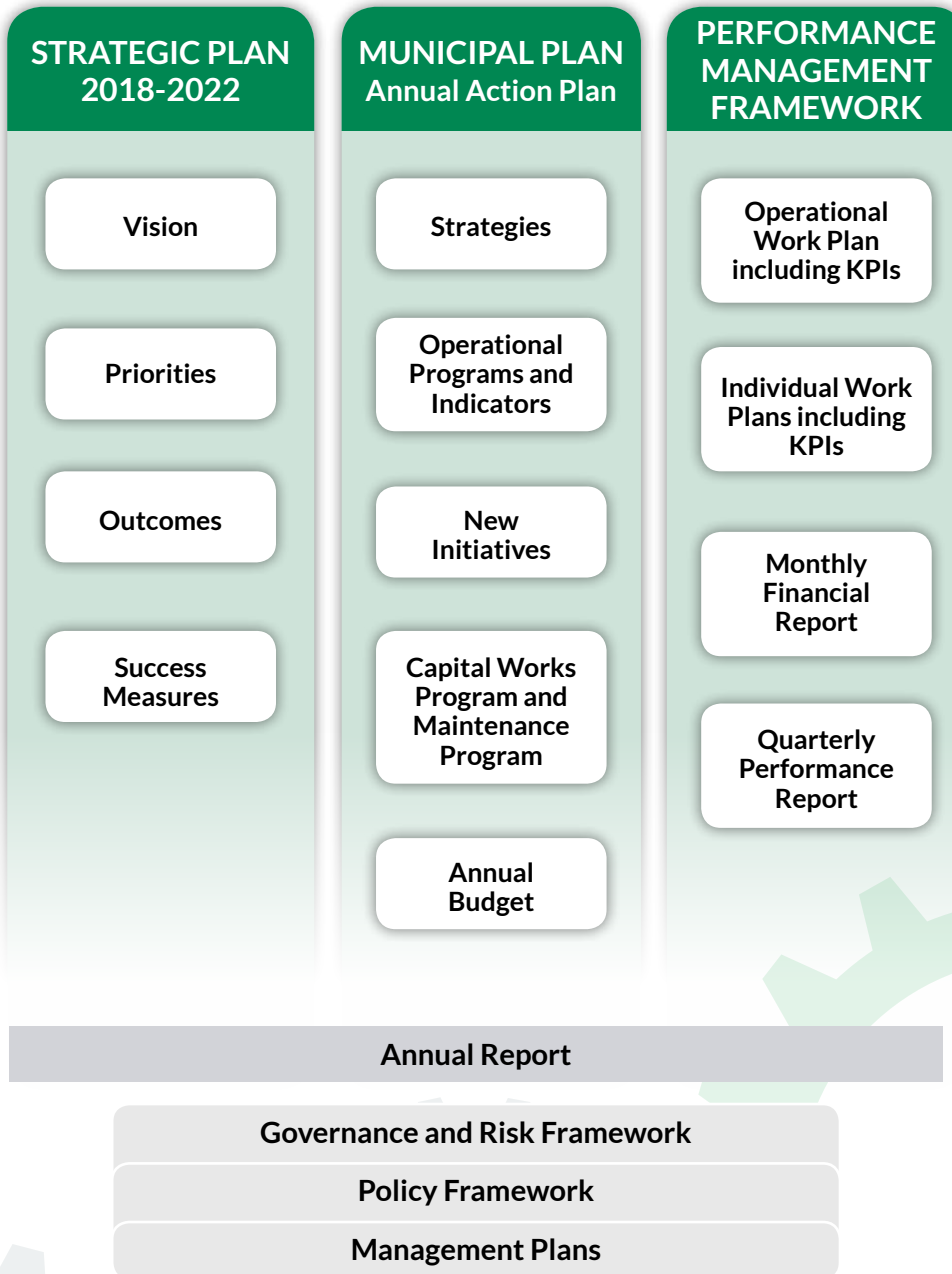 STRATEGIC PLAN
2018-2022
Vision
Priorities
Outcomes
Success
Measures
MUNICIPAL PLAN
Annual Action Plan
Strategies
Operational
Programs and
Indicators
New
Initiatives
Capital Works
Program and
Maintenance
Program
Annual
Budget
PERFORMANCE
MANAGEMENT
FRAMEWORK
Operational
Work Plan
including KPIs
Individual Work
Plans including
KPIs
Monthly
Financial
Report
Quarterly
Performance
Report
Annual Report
Governance and Risk Framework
Policy Framework
Management Plans